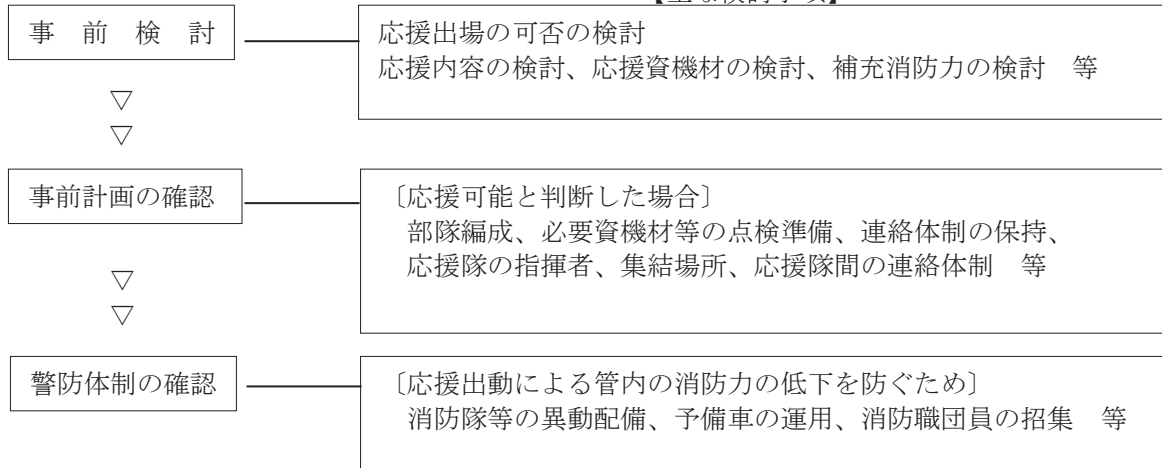 事 前 検 討
応援出場の可否の検討
応援内容の検討、応援資機材の検討、補充消防力の検討 等
▽
▽
事前計画の確認
〔応援可能と判断した場合〕
部隊編成、必要資機材等の点検準備、連絡体制の保持、
応援隊の指揮者、集結場所、応援隊間の連絡体制 等
▽
▽
警防体制の確認
〔応援出動による管内の消防力の低下を防ぐため〕
消防隊等の異動配備、予備車の運用、消防職団員の招集 等